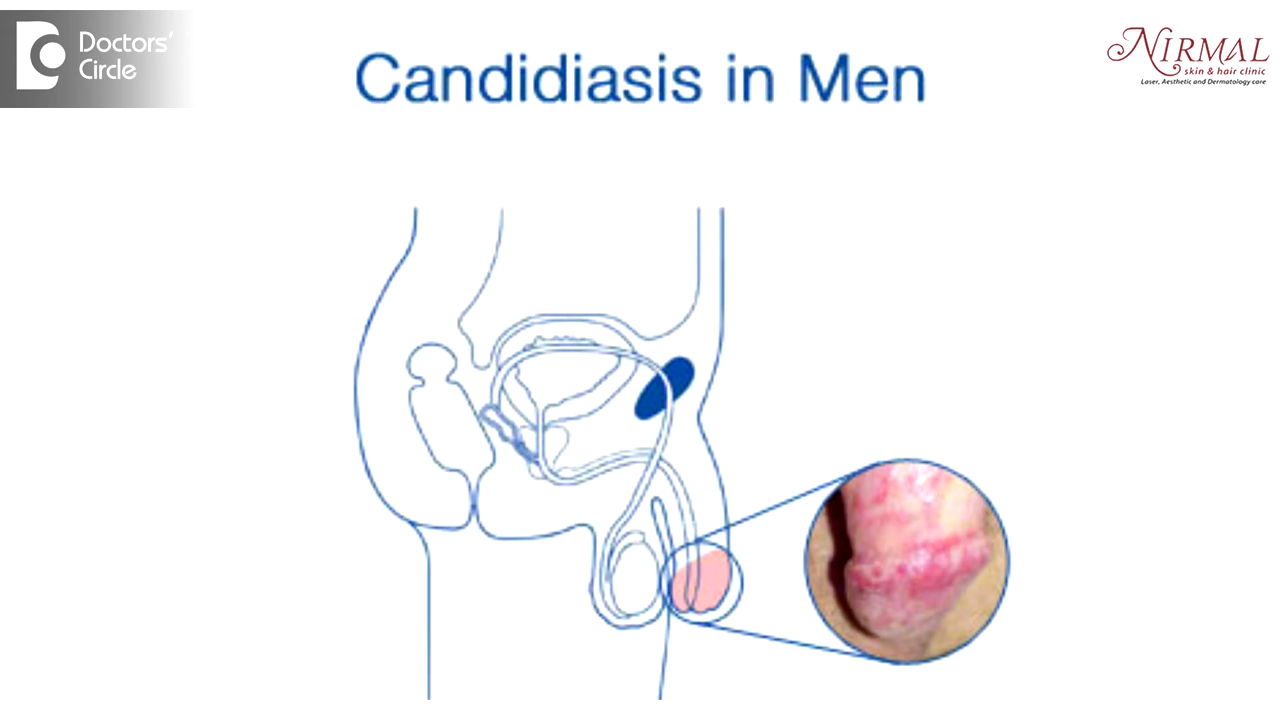 Doctors'
Circle
Candidiasis in Men
NIRMAL
skin & hair clinic
Laser, Aesthetic and Dermatology care